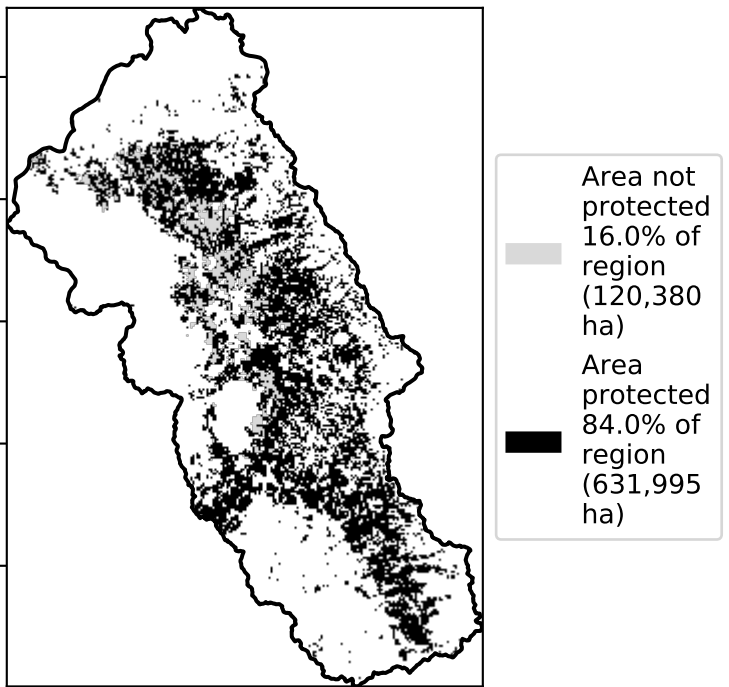 Area not
protected
16.0% of
region
(120,380
ha)
Area
protected
84.0% of
region
(631,995
ha)